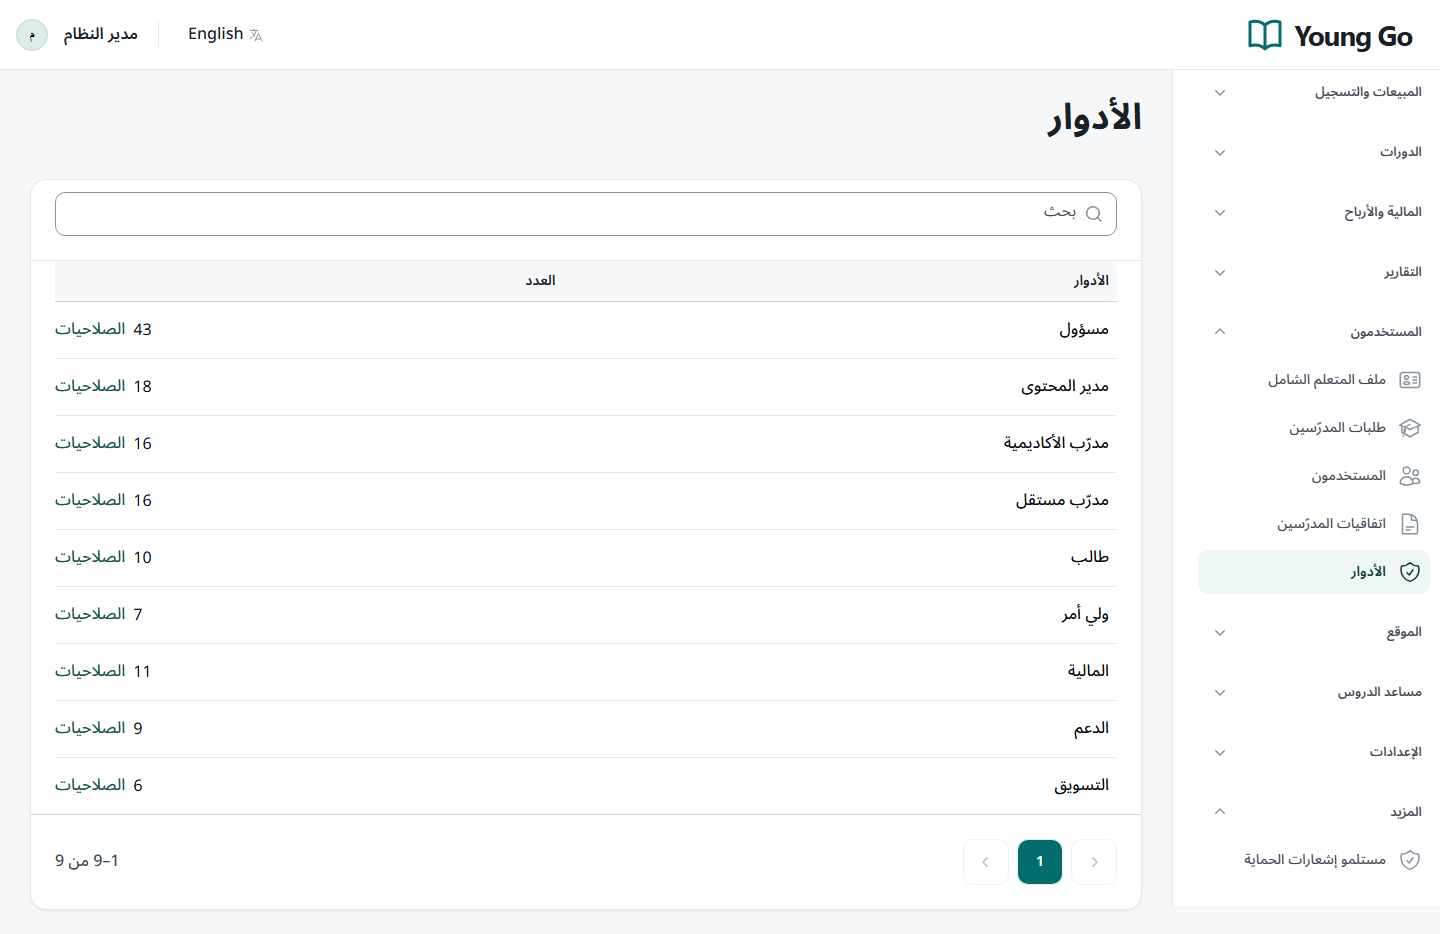 Young Go
English
مدير النظام
م
المبيعات والتسجيل
الدورات
المالية والأرباح
التقارير
المستخدمون
ملف المتعلم الشامل
طلبات المدرّسين
المستخدمون
اتفاقيات المدرّسين
الأدوار
الموقع
مساعد الدروس
الإعدادات
المزيد
مستلمو إشعارات الحماية
الأدوار
بحث
الأدوار العدد
مسؤول 43 الصلاحيات
مدير المحتوى 18 الصلاحيات
مدرّب الأكاديمية 16 الصلاحيات
مدرّب مستقل 16 الصلاحيات
طالب 10 الصلاحيات
ولي أمر 7 الصلاحيات
المالية 11 الصلاحيات
الدعم 9 الصلاحيات
التسويق 6 الصلاحيات
1
1–9 من 9